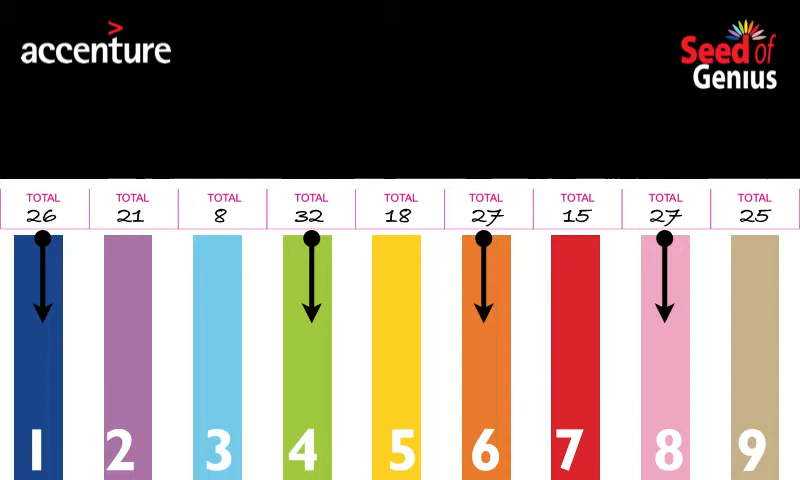 accenture
Seed of
Genius
TOTAL TOTAL TOTAL TOTAL TOTAL TOTAL TOTAL TOTAL TOTAL
26 21 8 32 18 27 15 27 25
1 2 3 4 5 6 7 8 9